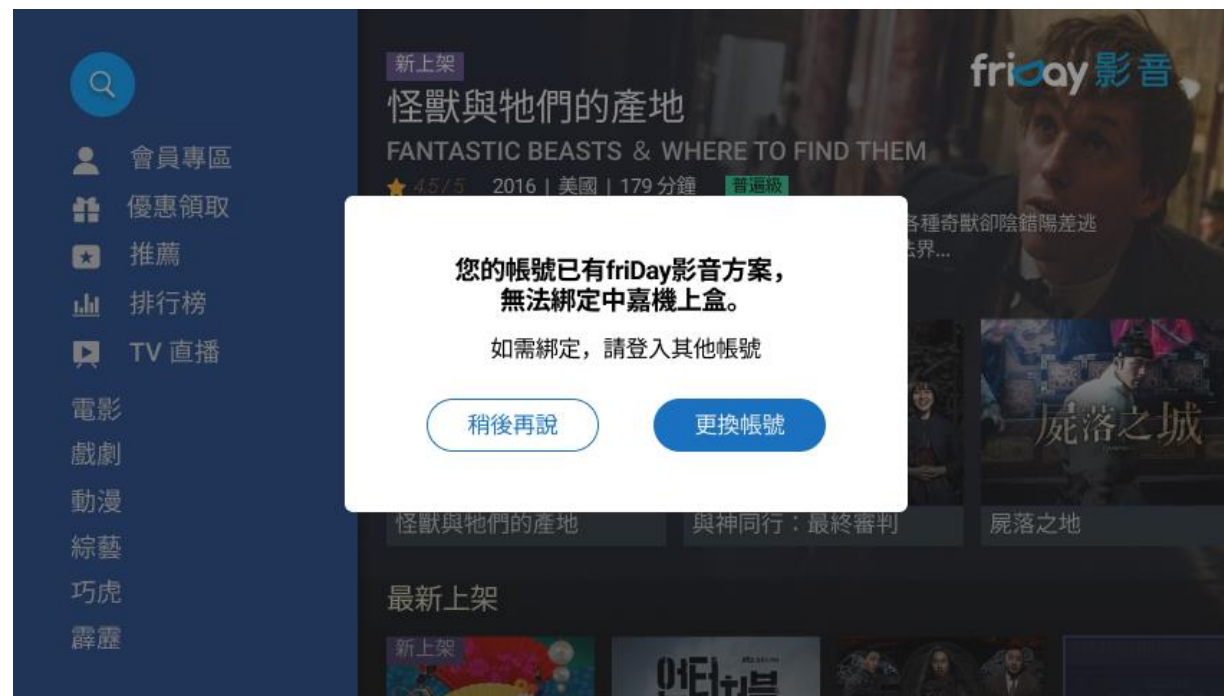 新上架
friDay影音
怪獸與牠們的產地
FANTASTIC BEASTS & WHERE TO FIND THEM
會員專區
4.5/5 2016 | 美國 | 179 分鐘 普遍級
優惠領取
各種奇獸卻陰錯陽差逃
法界...
推薦
您的帳號已有friDay影音方案，
無法綁定中嘉機上盒。
排行榜
如需綁定，請登入其他帳號
TV 直播
電影
稍後再說
更換帳號
屍落之城
戲劇
動漫
怪獸與牠們的產地
與神同行：最終審判
屍落之地
綜藝
巧虎
最新上架
霹靂
新上架
언터처블